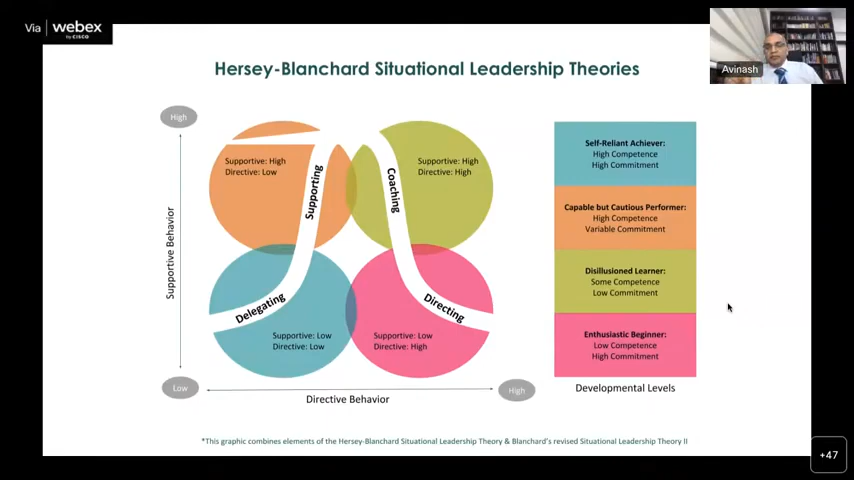 Via webex
by CISCO
Avinash
Hersey-Blanchard Situational Leadership Theories
High
Supportive Behavior
Low
Supportive: High
Directive: Low
Supporting
Coaching
Supportive: High
Directive: High
Delegating
Supportive: Low
Directive: Low
Directing
Supportive: Low
Directive: High
High
Directive Behavior
Self-Reliant Achiever:
High Competence
High Commitment
Capable but Cautious Performer:
High Competence
Variable Commitment
Disillusioned Learner:
Some Competence
Low Commitment
Enthusiastic Beginner:
Low Competence
High Commitment
Developmental Levels
*This graphic combines elements of the Hersey-Blanchard Situational Leadership Theory & Blanchard's revised Situational Leadership Theory II
+47